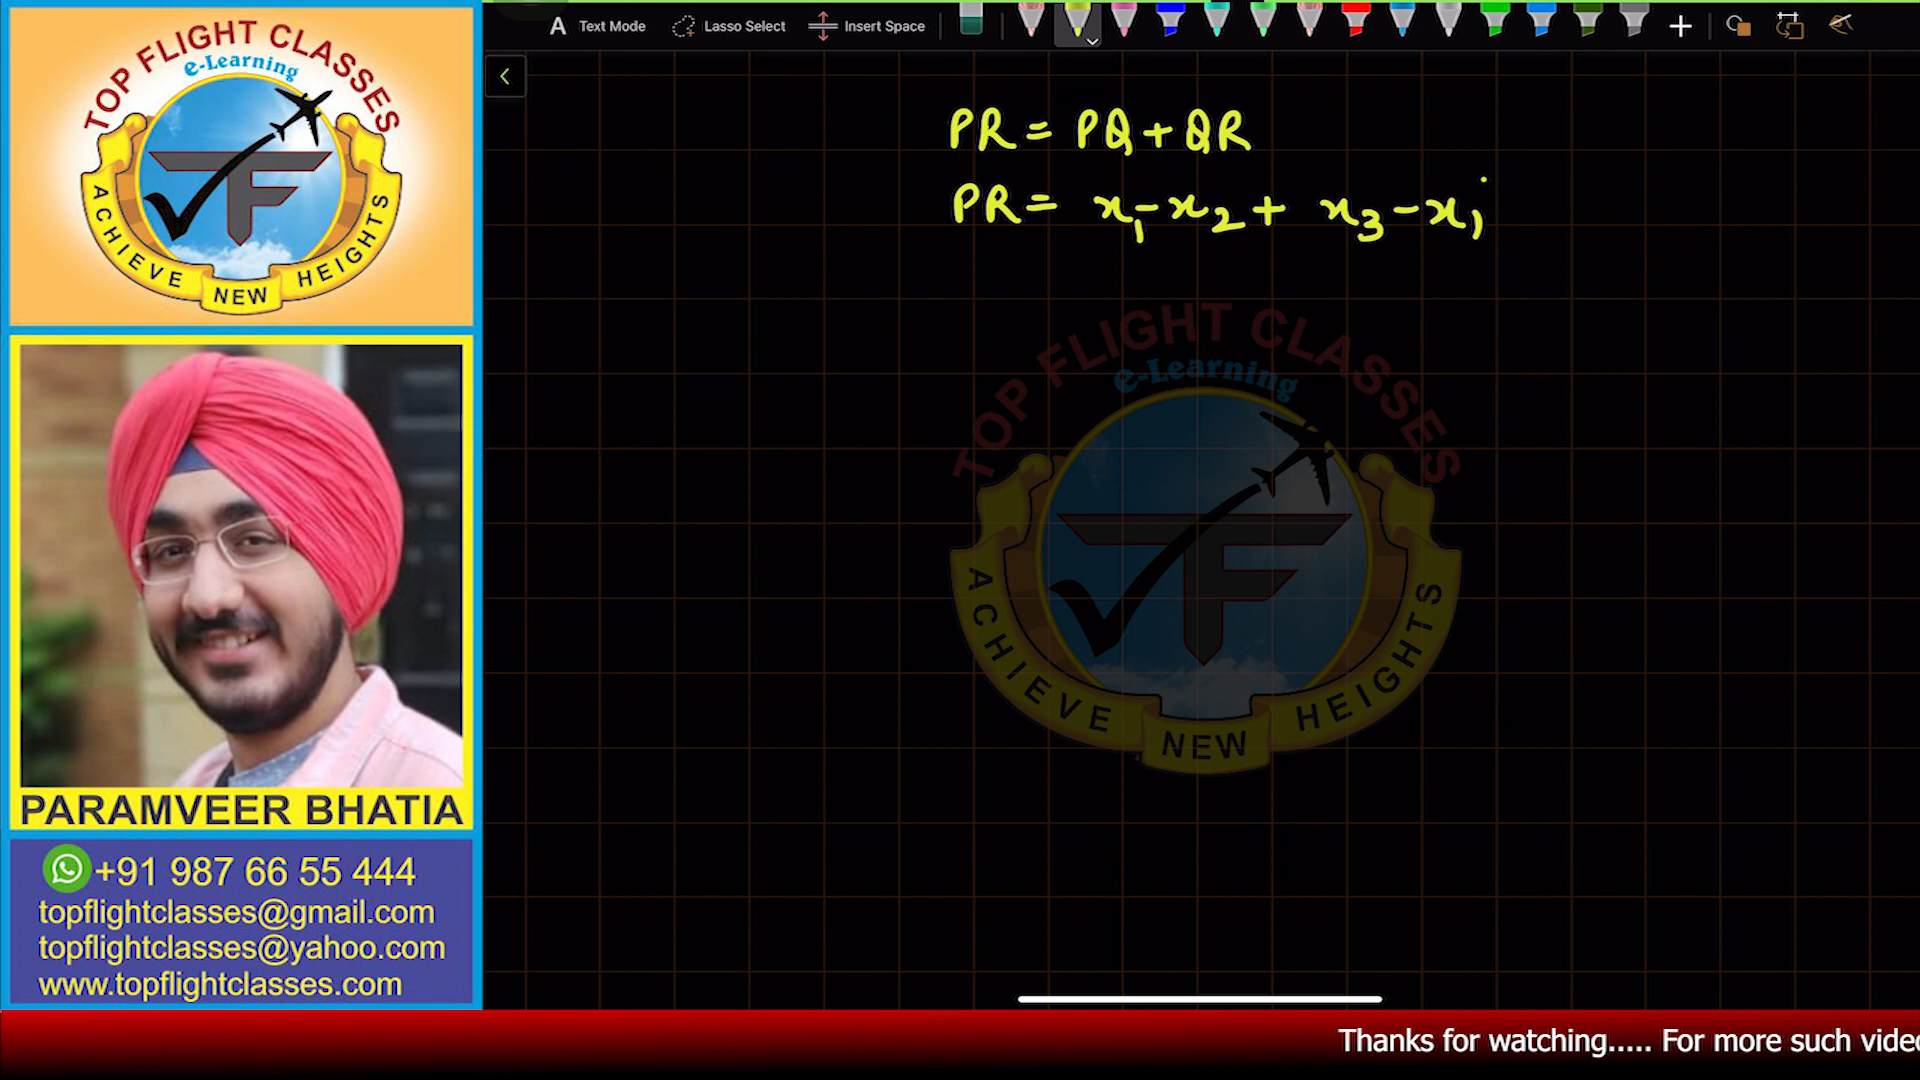 TOP FLIGHT CLASSES
e-Learning
TF
ACHIEVE NEW HEIGHTS
PARAMVEER BHATIA
+91 987 66 55 444
topflightclasses@gmail.com
topflightclasses@yahoo.com
www.topflightclasses.com
A Text Mode Lasso Select Insert Space
PR = PQ + QR
PR = x₁-x₂ + x₃-x₁
TOP FLIGHT CLASSES
e-Learning
TF
ACHIEVE NEW HEIGHTS
Thanks for watching..... For more such